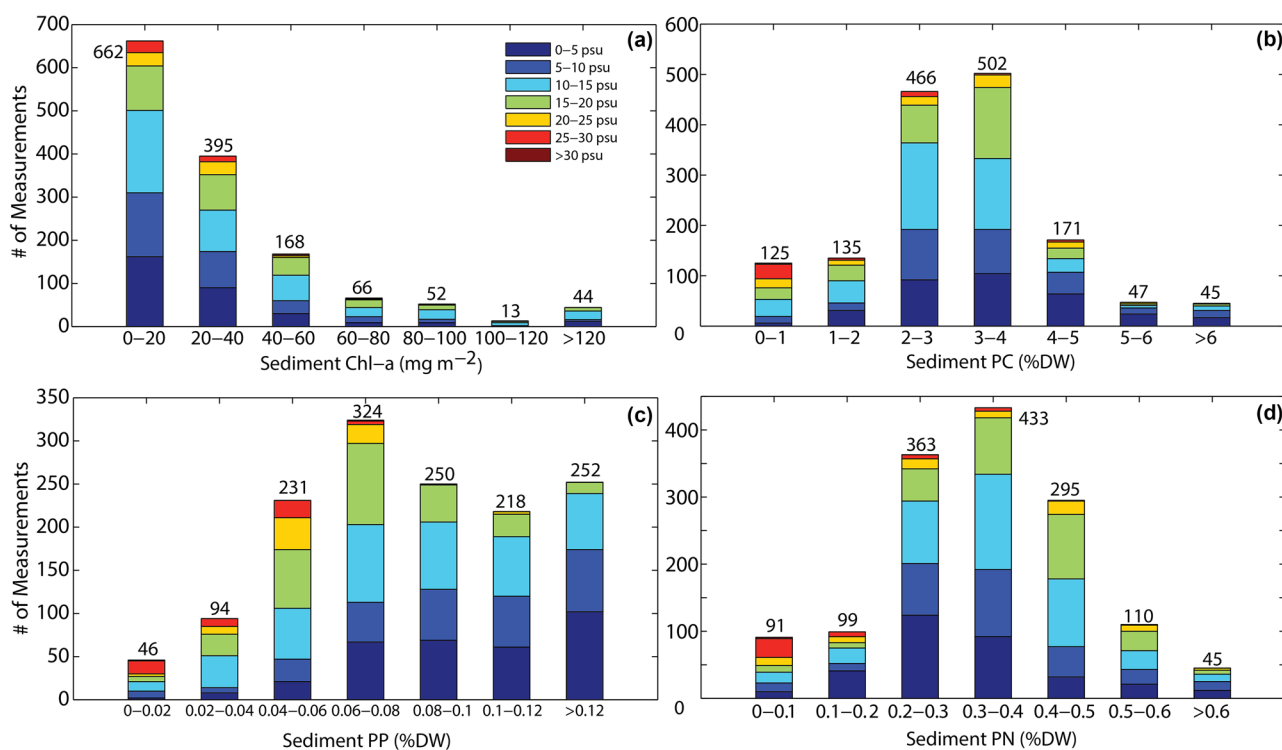 (a)
700
600
500
400
300
200
100
0
# of Measurements
662
395
168
66
52
13
44
0−5 psu
5−10 psu
10−15 psu
15−20 psu
20−25 psu
25−30 psu
>30 psu
0−20 20−40 40−60 60−80 80−100 100−120 >120
Sediment Chl−a (mg m−2)
(b)
600
500
400
300
200
100
0
125
135
466
502
171
47
45
0−1 1−2 2−3 3−4 4−5 5−6 >6
Sediment PC (%DW)
(c)
350
300
250
200
150
100
50
0
# of Measurements
46
94
231
324
250
218
252
0−0.02 0.02−0.04 0.04−0.06 0.06−0.08 0.08−0.1 0.1−0.12 >0.12
Sediment PP (%DW)
(d)
400
300
200
100
0
91
99
363
433
295
110
45
0−0.1 0.1−0.2 0.2−0.3 0.3−0.4 0.4−0.5 0.5−0.6 >0.6
Sediment PN (%DW)